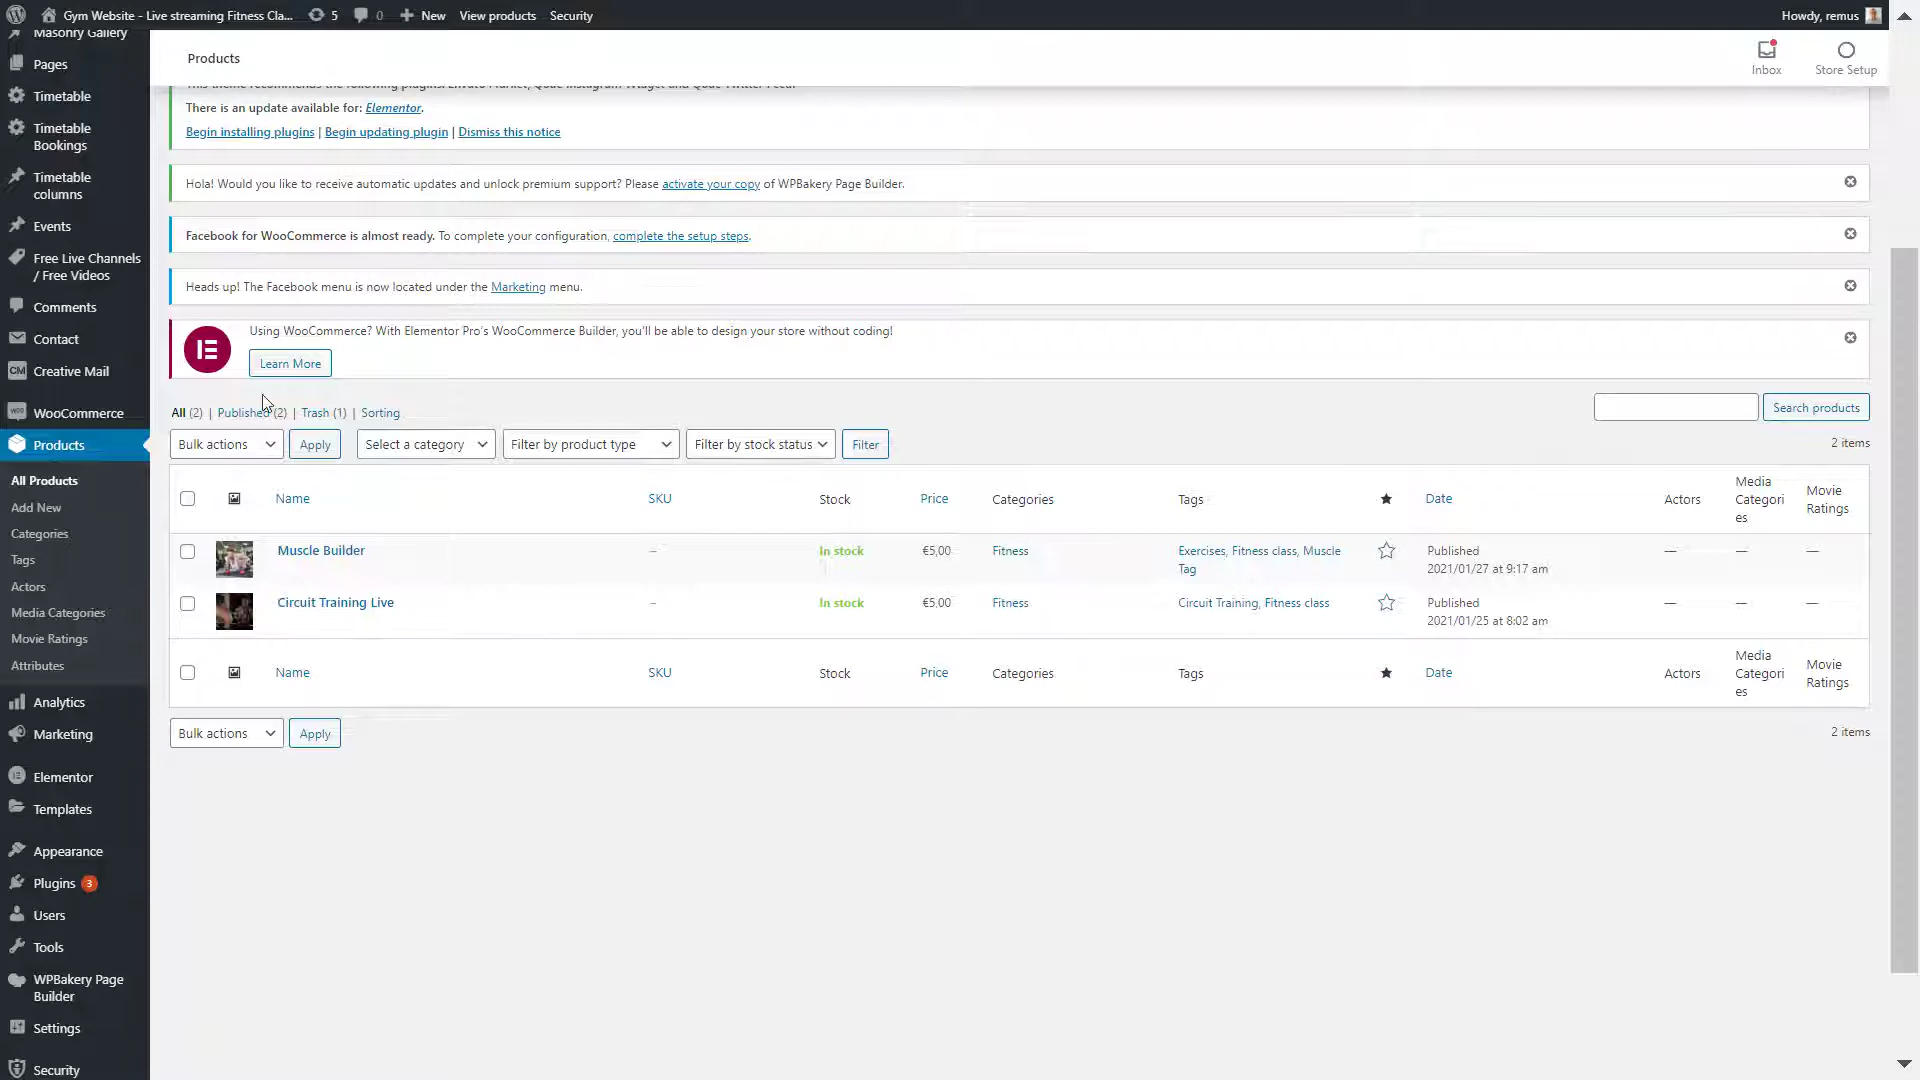 Gym Website - Live streaming Fitness Cla... 5 0 New View products Security Howdy, remus
Masonry Gallery
Pages
Timetable
Timetable
Bookings
Timetable
columns
Events
Free Live Channels
/ Free Videos
Comments
Contact
CM Creative Mail
WooCommerce
Products
All Products
Add New
Categories
Tags
Actors
Media Categories
Movie Ratings
Attributes
Analytics
Marketing
Elementor
Templates
Appearance
Plugins 3
Users
Tools
WPBakery Page
Builder
Settings
Security
Products
Inbox
Store Setup
This theme recommends the following plugins: Envato Market, Qode Instagram Widget and Qode Twitter Feed.
There is an update available for: Elementor.
Begin installing plugins | Begin updating plugin | Dismiss this notice
Hola! Would you like to receive automatic updates and unlock premium support? Please activate your copy of WPBakery Page Builder.
Facebook for WooCommerce is almost ready. To complete your configuration, complete the setup steps.
Heads up! The Facebook menu is now located under the Marketing menu.
Using WooCommerce? With Elementor Pro's WooCommerce Builder, you'll be able to design your store without coding!
Learn More
All (2) | Published (2) | Trash (1) | Sorting
Search products
Bulk actions Apply Select a category Filter by product type Filter by stock status Filter
2 items
Name SKU Stock Price Categories Tags Date Actors
Media
Categori
es
Movie
Ratings
Muscle Builder – In stock €5,00 Fitness Exercises, Fitness class, Muscle
Tag
Published
2021/01/27 at 9:17 am
— — —
Circuit Training Live – In stock €5,00 Fitness Circuit Training, Fitness class
Published
2021/01/25 at 8:02 am
— — —
Name SKU Stock Price Categories Tags Date Actors
Media
Categori
es
Movie
Ratings
Bulk actions Apply
2 items